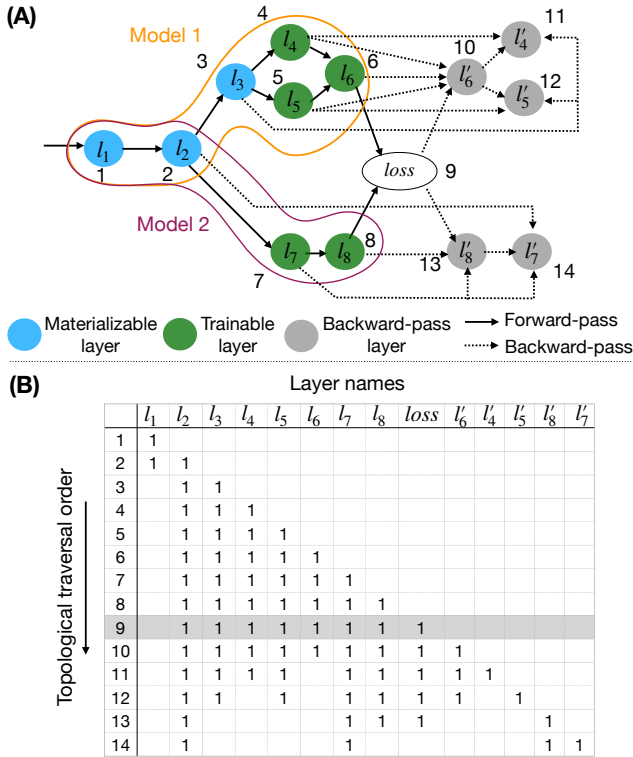 (A)
Model 1
4
11
l₄
l′₄
3
6
10
5
l₃
l₆
l′₆
12
l₅
l′₅
l₁
l₂
loss
9
1
2
Model 2
8
l₇
l₈
l′₈
l′₇
7
13
14
Materializable layer
Trainable layer
Backward-pass layer
Forward-pass
Backward-pass
(B)
Layer names
Topological traversal order
l₁ l₂ l₃ l₄ l₅ l₆ l₇ l₈ loss l′₆ l′₄ l′₅ l′₈ l′₇
1 1
2 1 1
3 1 1
4 1 1 1
5 1 1 1 1
6 1 1 1 1 1
7 1 1 1 1 1 1
8 1 1 1 1 1 1 1
9 1 1 1 1 1 1 1 1
10 1 1 1 1 1 1 1 1 1
11 1 1 1 1 1 1 1 1 1
12 1 1 1 1 1 1 1 1
13 1 1 1 1 1
14 1 1 1 1